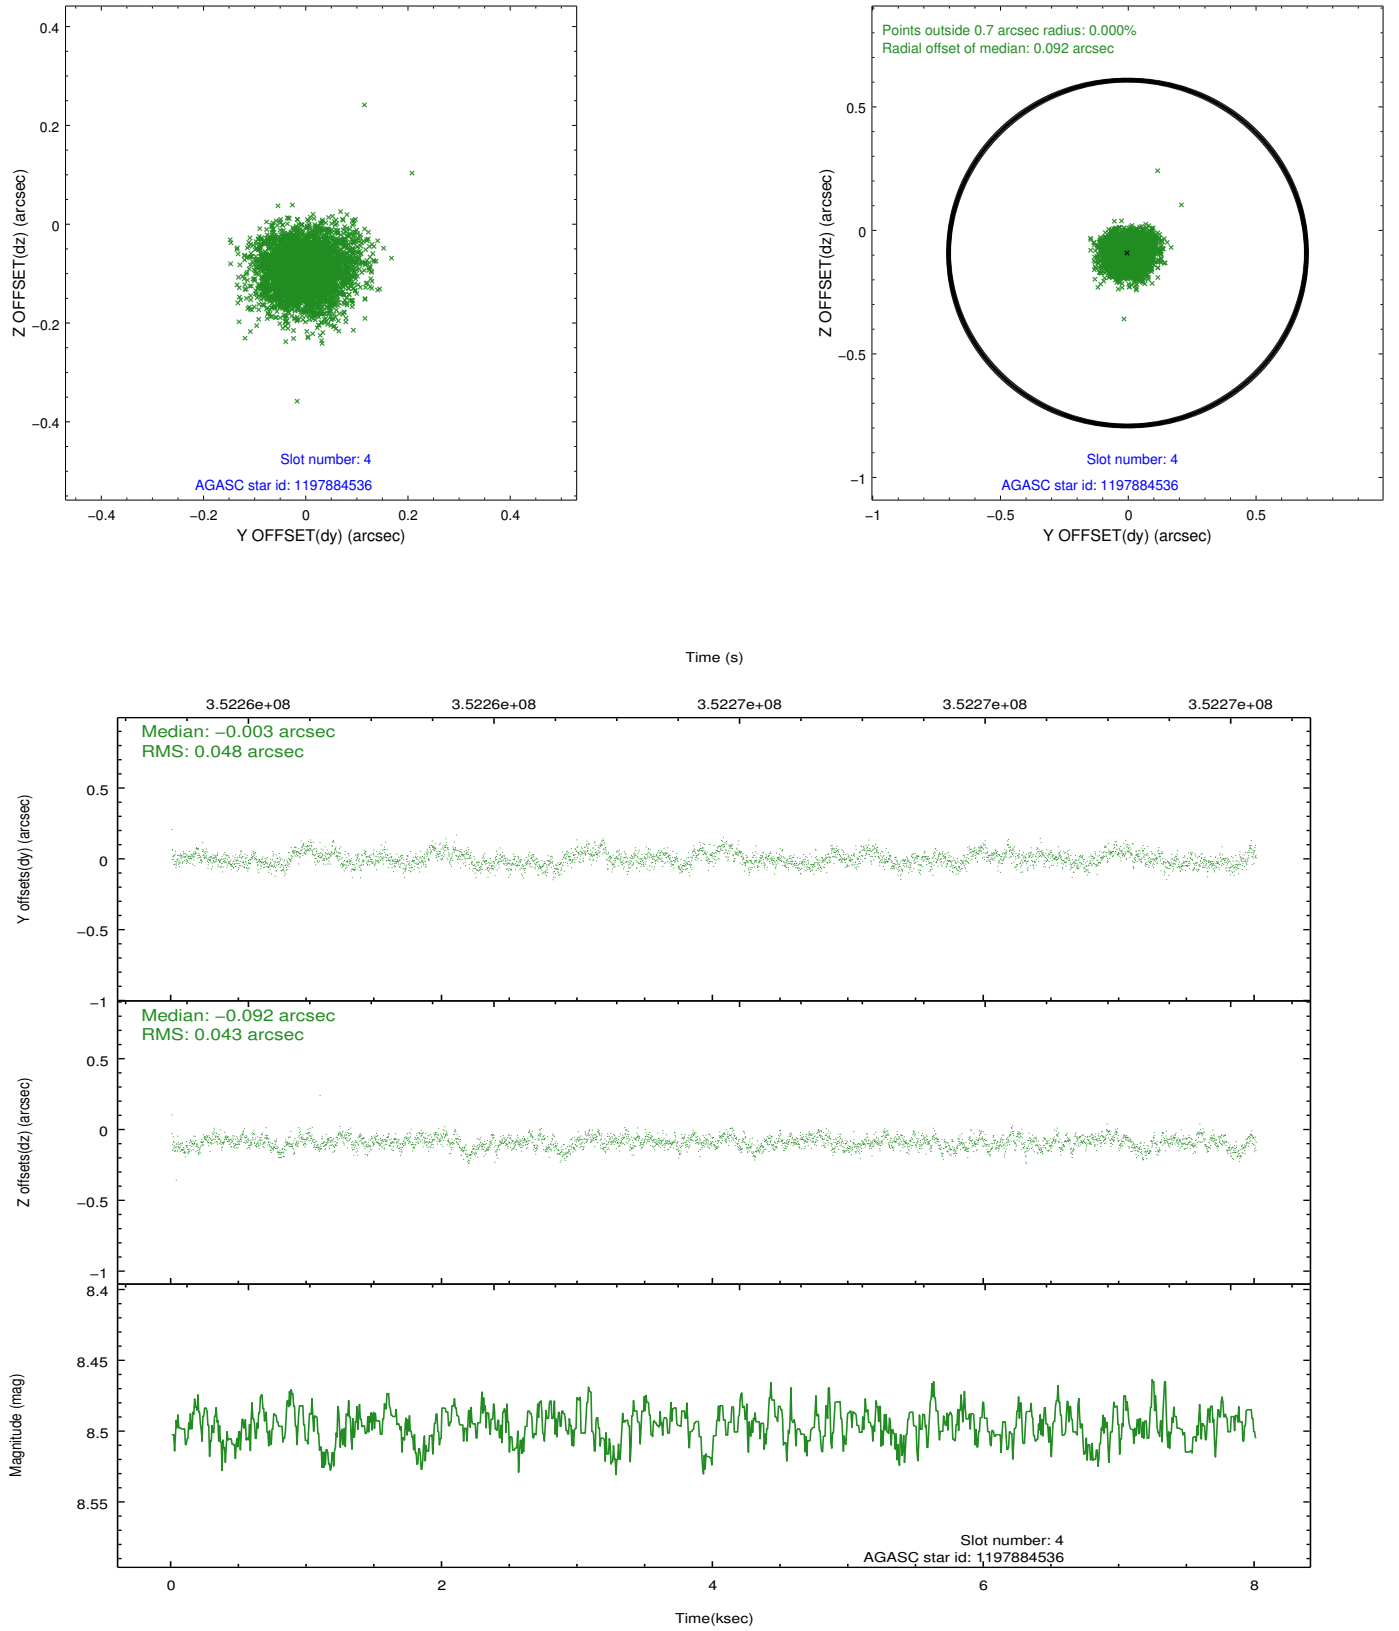 0.4
0.2
0
−0.2
−0.4
Z OFFSET(dz) (arcsec)
Slot number: 4
AGASC star id: 1197884536
−0.4
−0.2
0
0.2
0.4
Y OFFSET(dy) (arcsec)
Points outside 0.7 arcsec radius: 0.000%
Radial offset of median: 0.092 arcsec
0.5
0
−0.5
−1
Z OFFSET(dz) (arcsec)
Slot number: 4
AGASC star id: 1197884536
−1
−0.5
0
0.5
Y OFFSET(dy) (arcsec)
Time (s)
3.5226e+08
3.5226e+08
3.5227e+08
3.5227e+08
3.5227e+08
Median: −0.003 arcsec
RMS: 0.048 arcsec
0.5
0
−0.5
−1
Y offsets(dy) (arcsec)
Median: −0.092 arcsec
RMS: 0.043 arcsec
0.5
0
−0.5
−1
Z offsets(dz) (arcsec)
8.4
8.45
8.5
8.55
Magnitude (mag)
Slot number: 4
AGASC star id: 1197884536
0
2
4
6
8
Time(ksec)